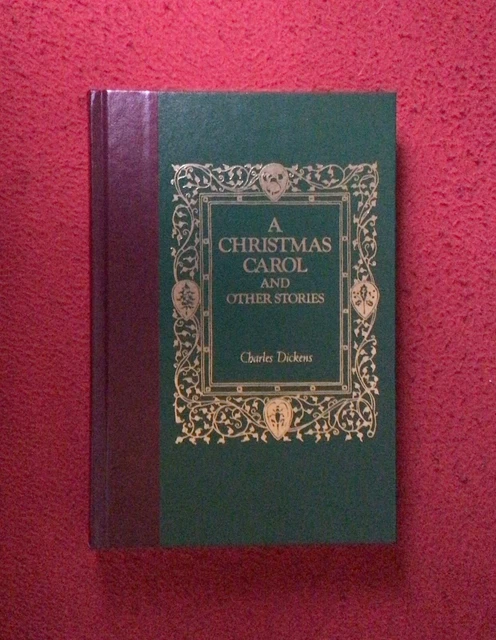 A
CHRISTMAS
CAROL
AND
OTHER STORIES
Charles Dickens